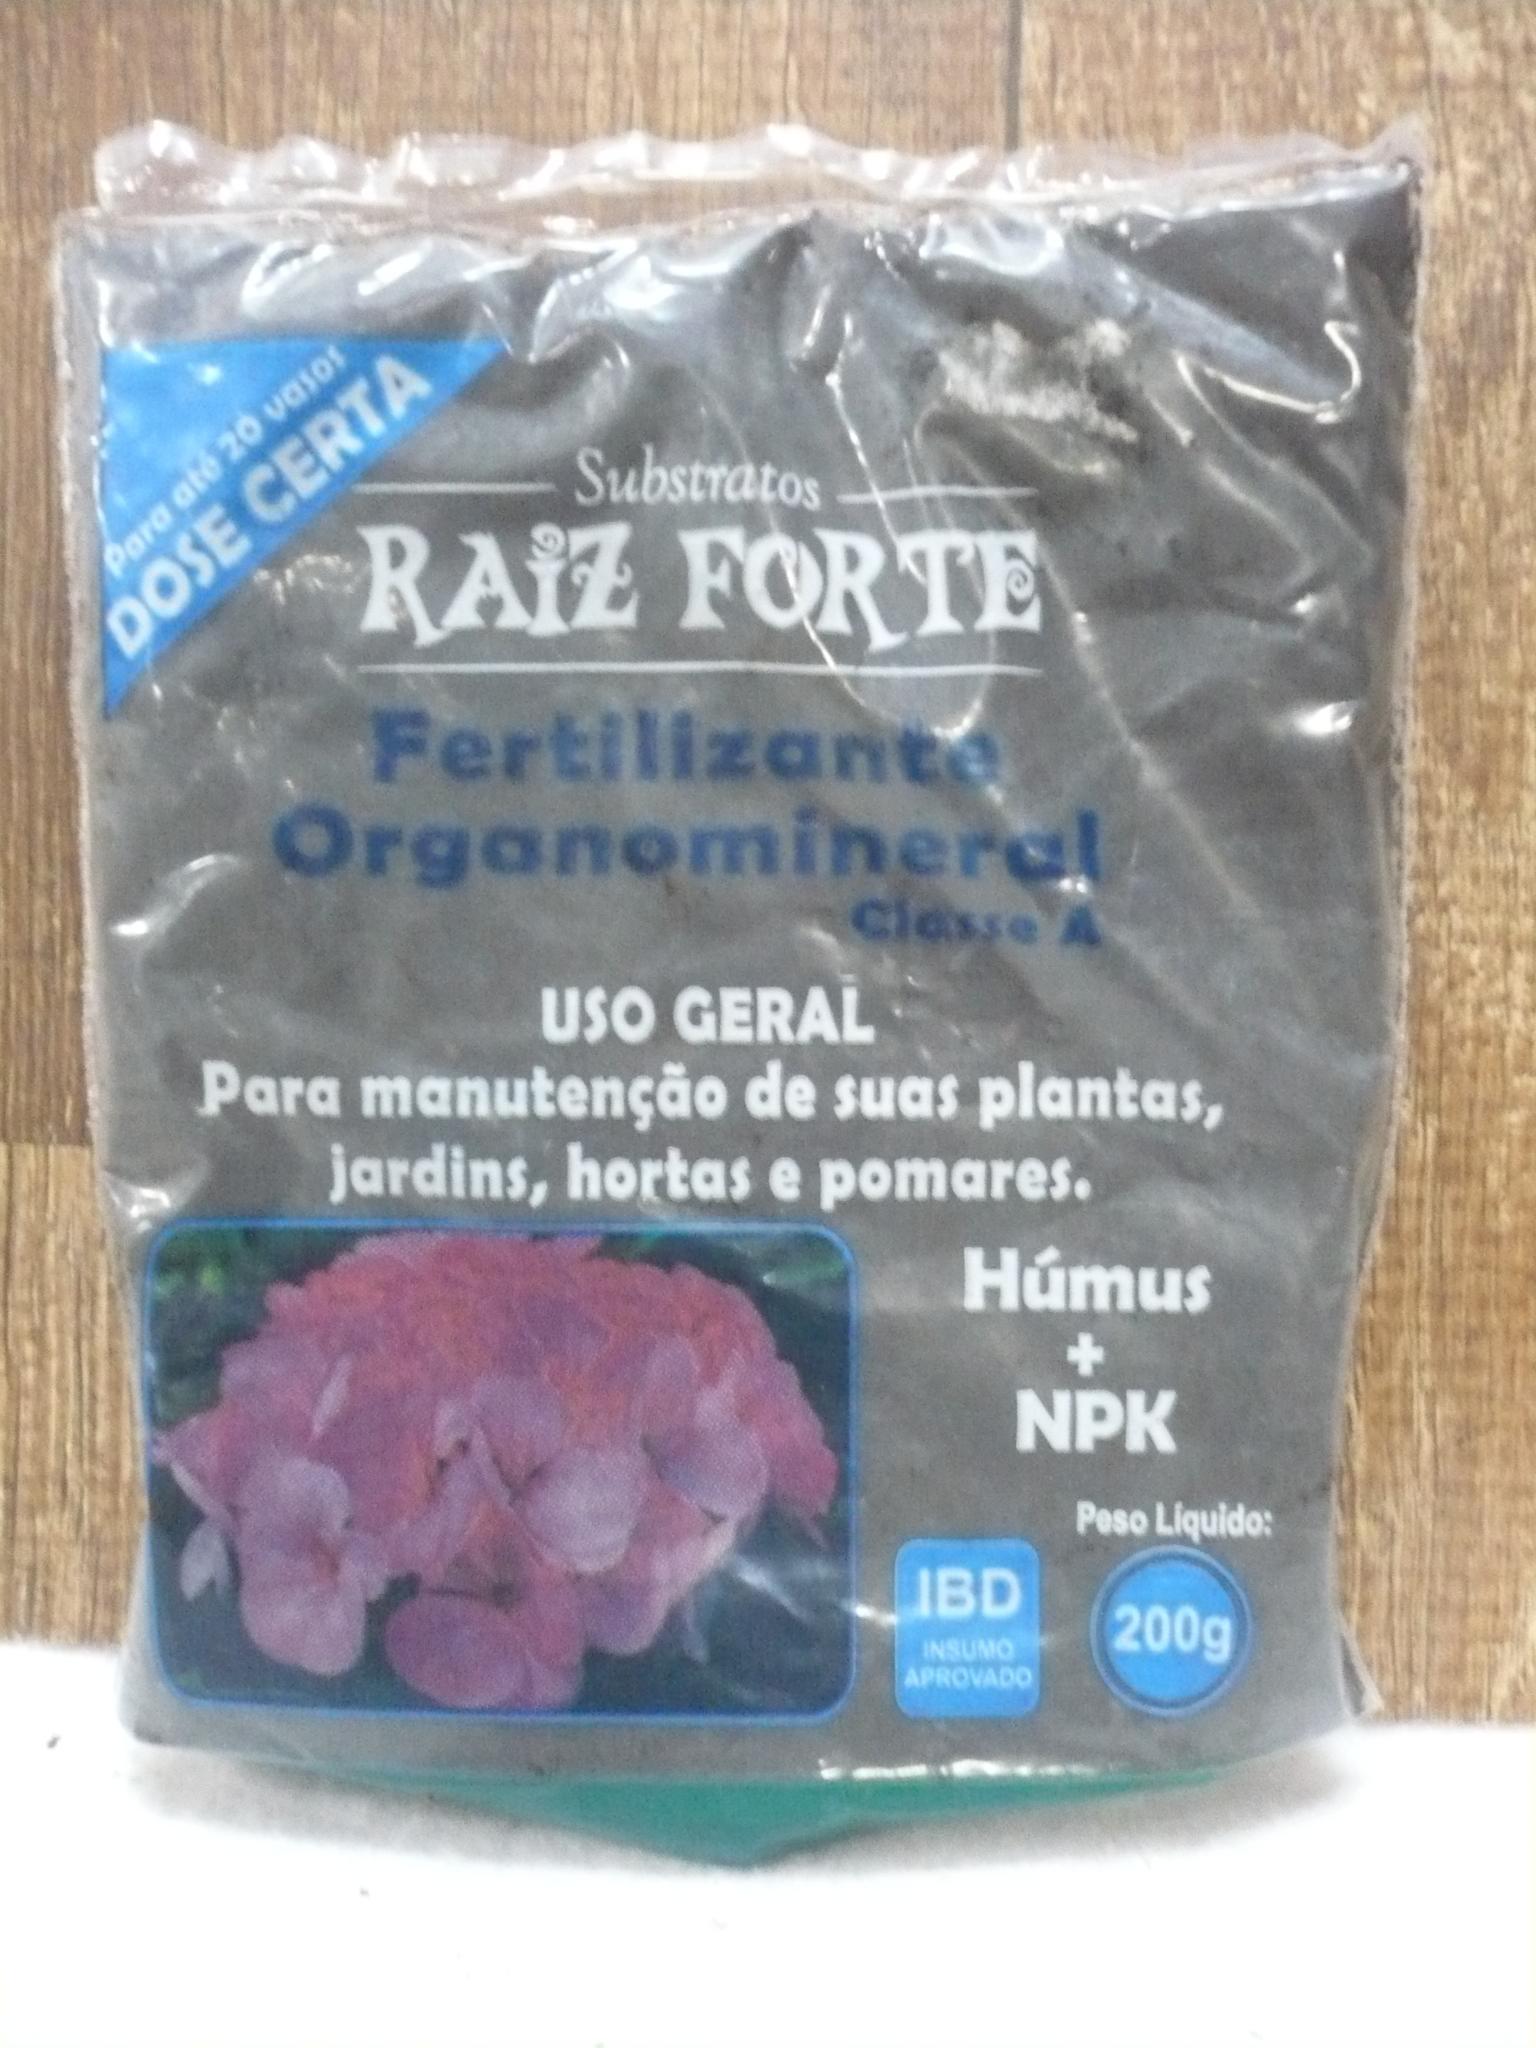 Para até 20 vasos
DOSE CERTA
Substratos
RAIZ FORTE
Fertilizante
Organomineral
Classe A
USO GERAL
Para manutenção de suas plantas,
jardins, hortas e pomares.
Húmus
+
NPK
Peso Líquido:
200g
IBD
INSUMO
APROVADO